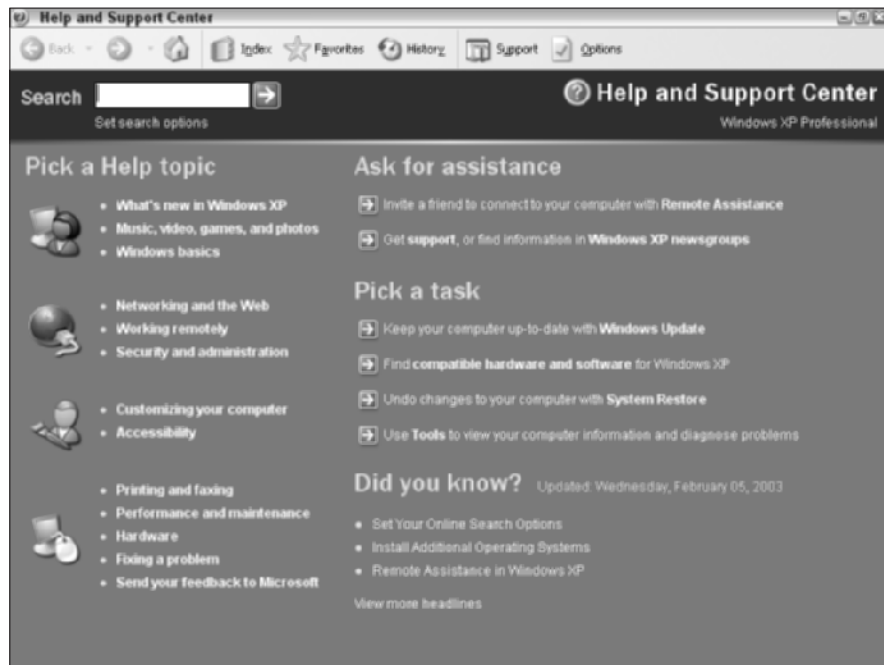 Help and Support Center
Back Index Favorites History Support Options
Search
Set search options
Help and Support Center
Windows XP Professional
Pick a Help topic
What's new in Windows XP
Music, video, games, and photos
Windows basics
Networking and the Web
Working remotely
Security and administration
Customizing your computer
Accessibility
Printing and faxing
Performance and maintenance
Hardware
Fixing a problem
Send your feedback to Microsoft
Ask for assistance
Invite a friend to connect to your computer with Remote Assistance
Get support, or find information in Windows XP newsgroups
Pick a task
Keep your computer up-to-date with Windows Update
Find compatible hardware and software for Windows XP
Undo changes to your computer with System Restore
Use Tools to view your computer information and diagnose problems
Did you know? Updated: Wednesday, February 05, 2003
Set Your Online Search Options
Install Additional Operating Systems
Remote Assistance in Windows XP
View more headlines